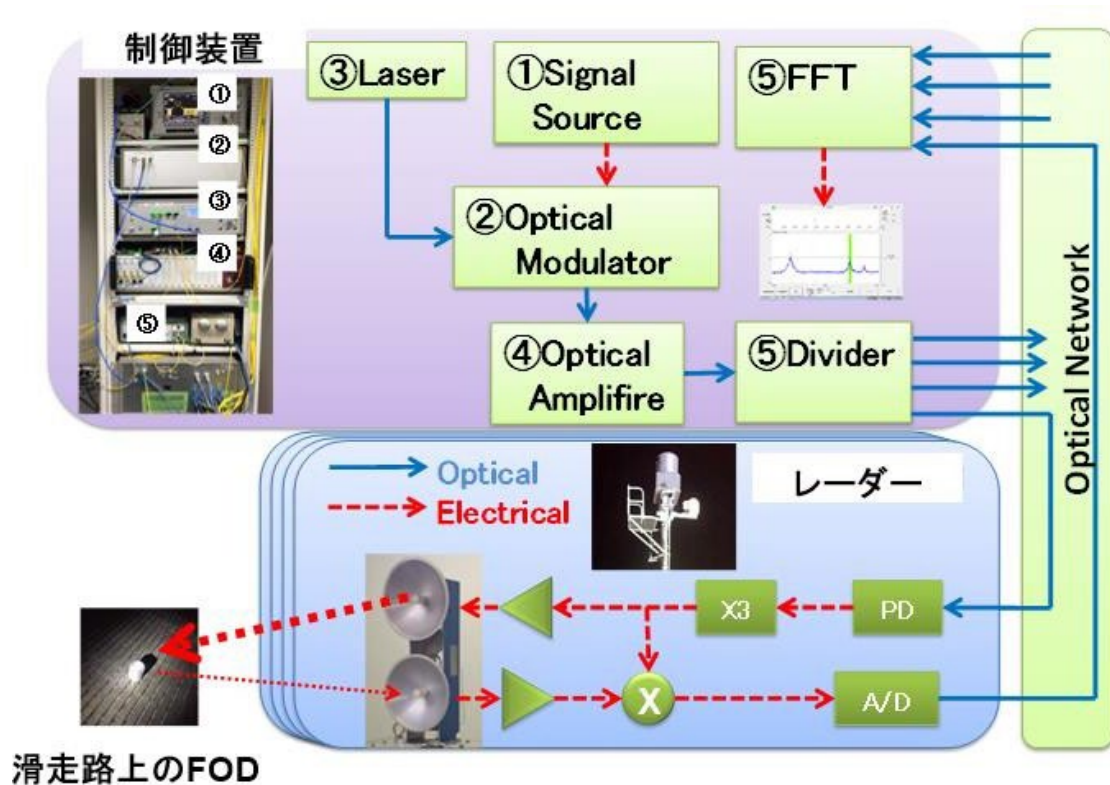 制御装置
①
②
③
④
⑤
③Laser
①Signal
Source
⑤FFT
②Optical
Modulator
④Optical
Amplifire
⑤Divider
Optical Network
Optical
Electrical
レーダー
X3
PD
X
A/D
滑走路上のFOD